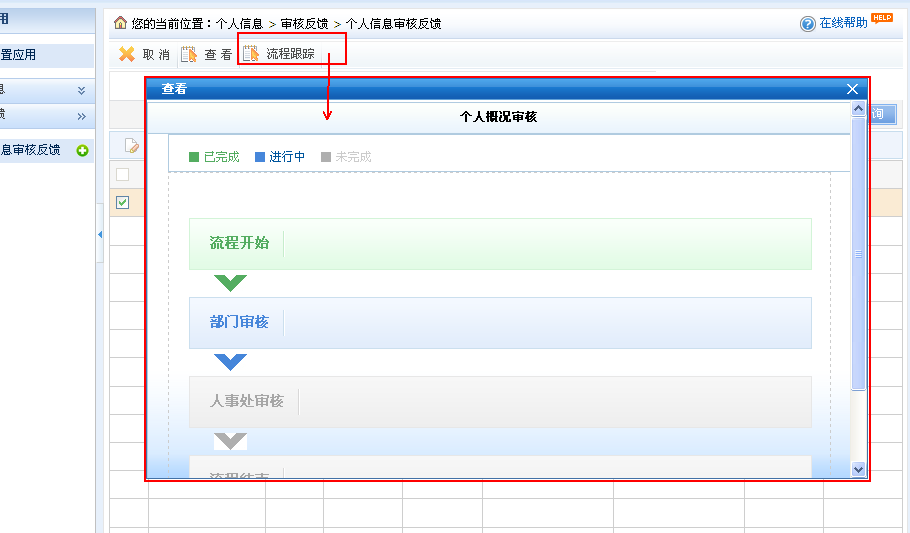 用
您的当前位置：个人信息 > 审核反馈 > 个人信息审核反馈
在线帮助 HELP
置应用
取消 查看 流程跟踪
息
查看
馈
个人概况审核
询
息审核反馈
已完成 进行中 未完成
流程开始
部门审核
人事处审核
流程结束